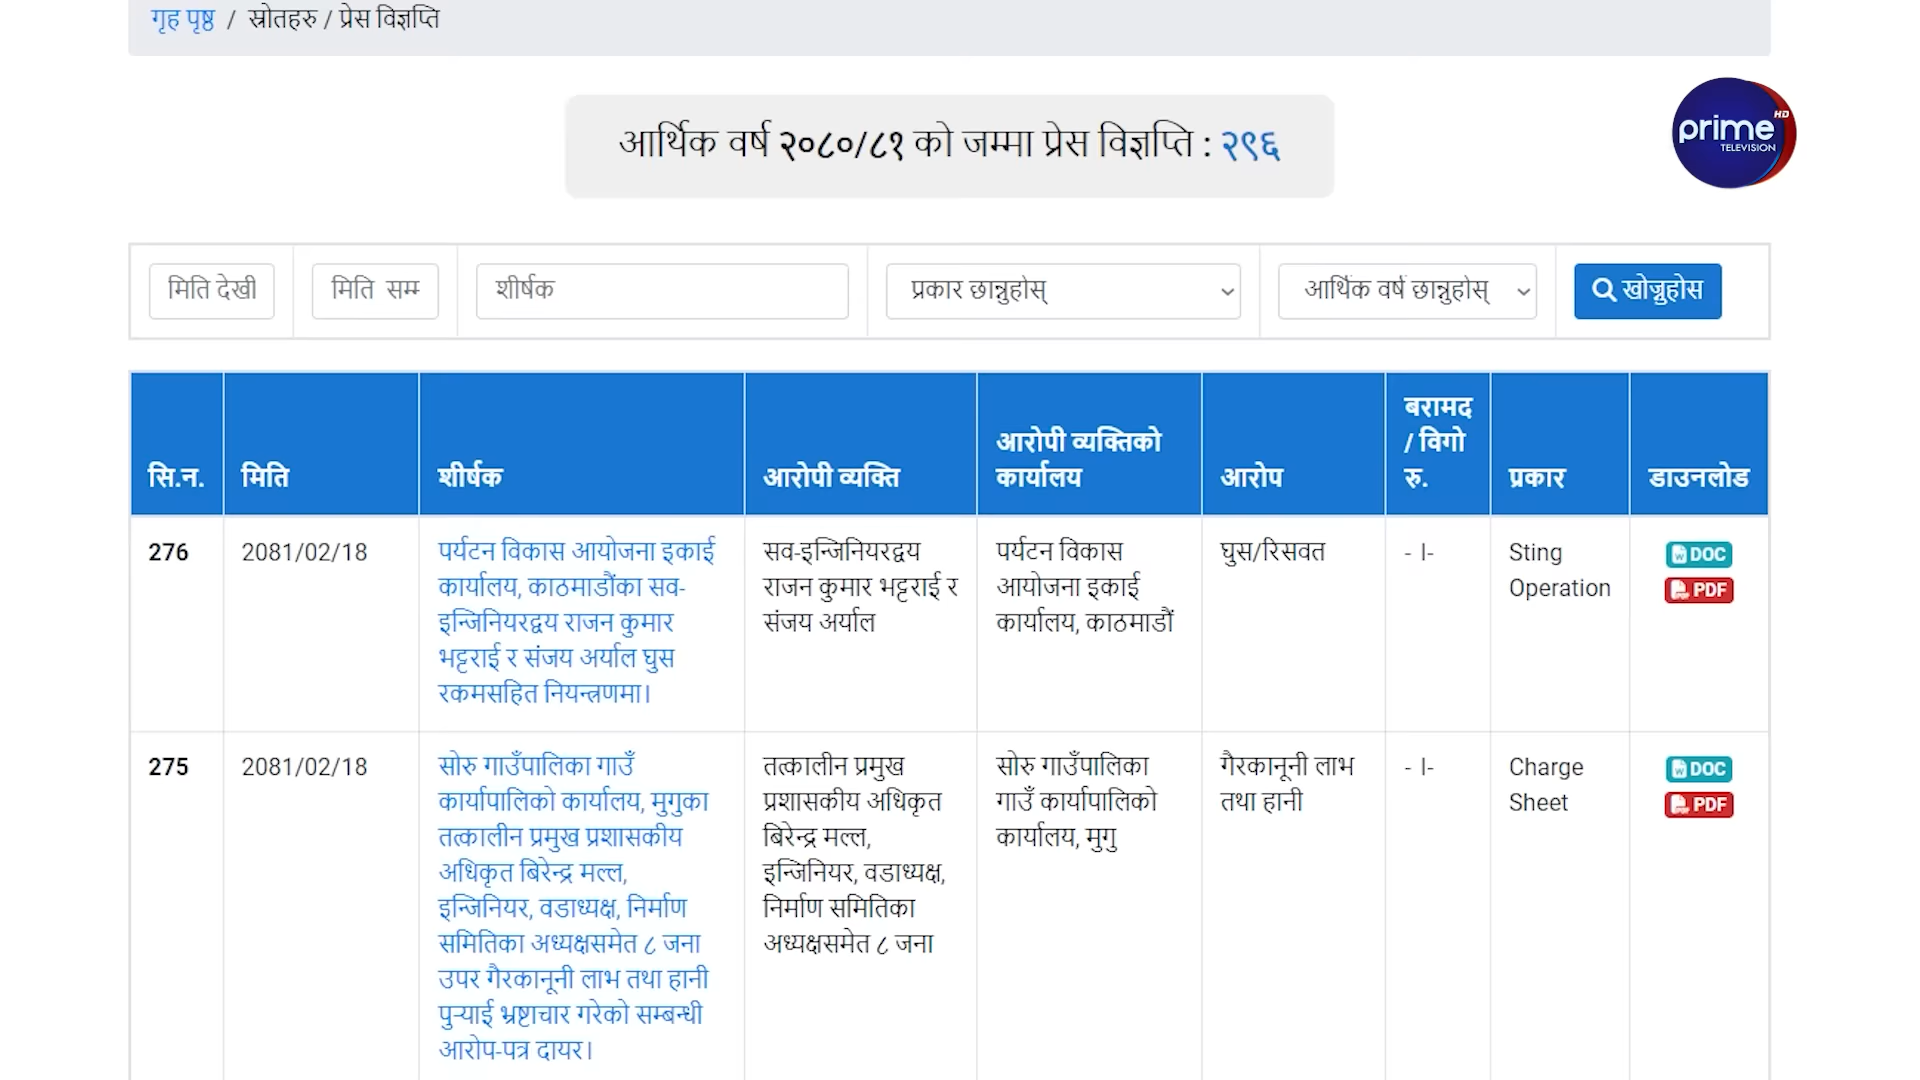 गृह पृष्ठ / स्रोतहरु / प्रेस विज्ञप्ति
prime HD
TELEVISION
आर्थिक वर्ष २०८०/८१ को जम्मा प्रेस विज्ञप्ति : २९६
मिति देखी मिति सम्म शीर्षक प्रकार छान्नुहोस् आर्थिक वर्ष छान्नुहोस् खोज्नुहोस
सि.न. मिति शीर्षक आरोपी व्यक्ति आरोपी व्यक्तिको कार्यालय आरोप बरामद / विगो रु. प्रकार डाउनलोड
276 2081/02/18 पर्यटन विकास आयोजना इकाई सव-इन्जिनियरद्वय पर्यटन विकास घुस/रिसवत - |- Sting DOC
कार्यालय, काठमाडौंका सव- राजन कुमार भट्टराई र आयोजना इकाई Operation PDF
इन्जिनियरद्वय राजन कुमार संजय अर्याल कार्यालय, काठमाडौं
भट्टराई र संजय अर्याल घुस
रकमसहित नियन्त्रणमा।
275 2081/02/18 सोरु गाउँपालिका गाउँ तत्कालीन प्रमुख सोरु गाउँपालिका गैरकानूनी लाभ - |- Charge DOC
कार्यापालिको कार्यालय, मुगुका प्रशासकीय अधिकृत गाउँ कार्यापालिको तथा हानी Sheet PDF
तत्कालीन प्रमुख प्रशासकीय बिरेन्द्र मल्ल, कार्यालय, मुगु
अधिकृत बिरेन्द्र मल्ल, इन्जिनियर, वडाध्यक्ष,
इन्जिनियर, वडाध्यक्ष, निर्माण निर्माण समितिका
समितिका अध्यक्षसमेत ८ जना अध्यक्षसमेत ८ जना
उपर गैरकानूनी लाभ तथा हानी
पुऱ्याई भ्रष्टाचार गरेको सम्बन्धी
आरोप-पत्र दायर।